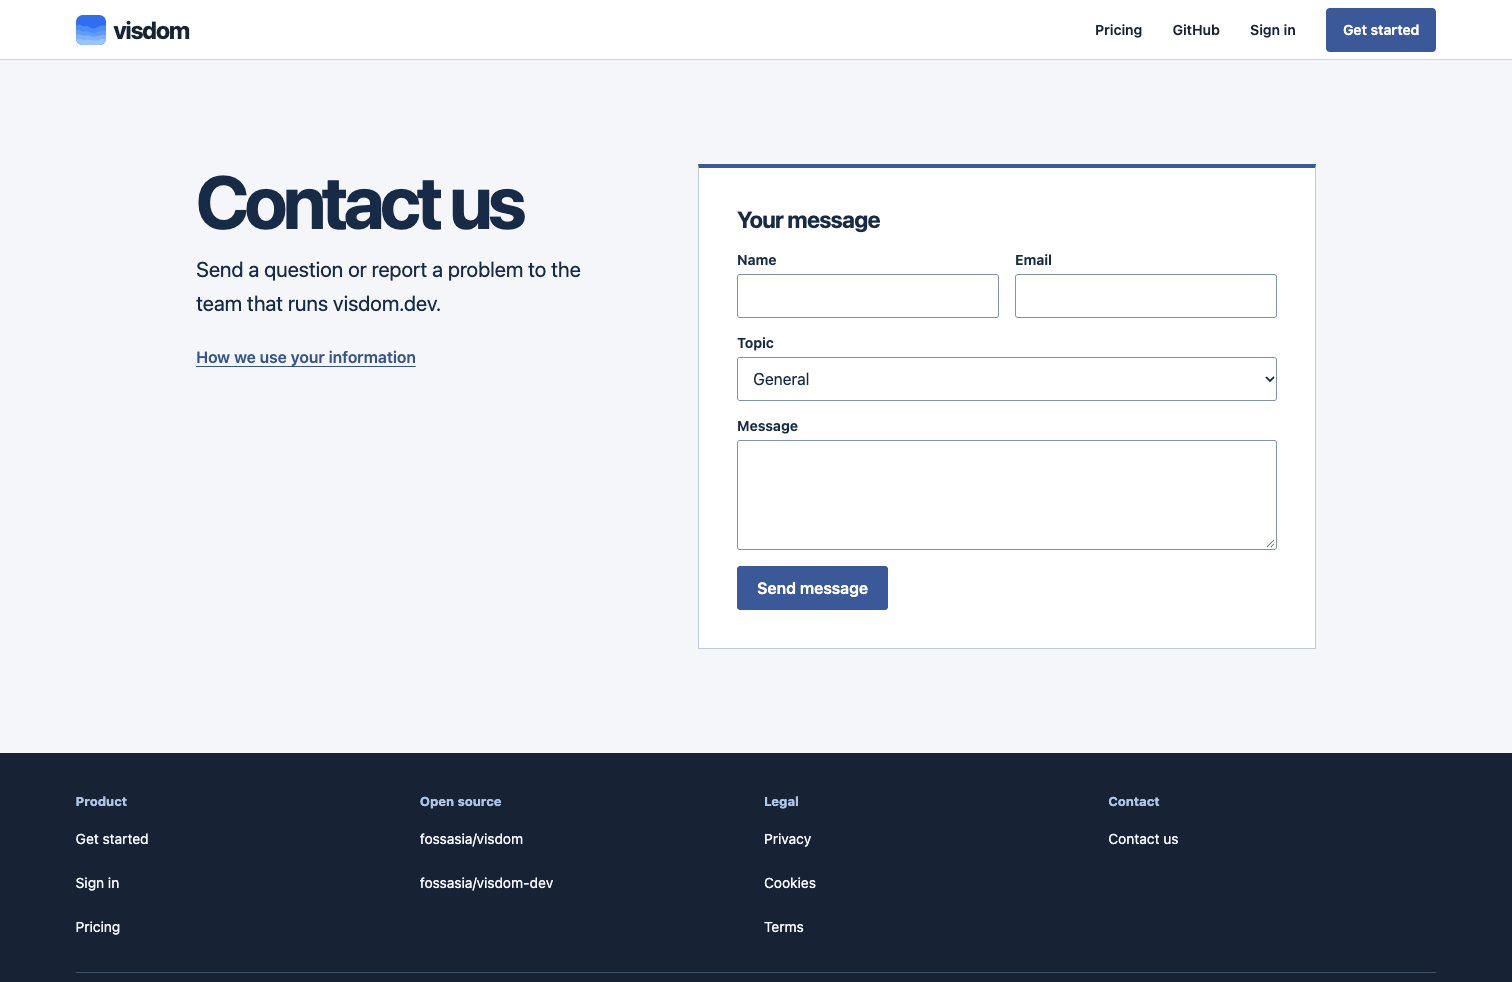 visdom
Pricing
GitHub
Sign in
Get started
Contact us
Send a question or report a problem to the
team that runs visdom.dev.
How we use your information
Your message
Name
Email
Topic
General
Message
Send message
Product
Get started
Sign in
Pricing
Open source
fossasia/visdom
fossasia/visdom-dev
Legal
Privacy
Cookies
Terms
Contact
Contact us